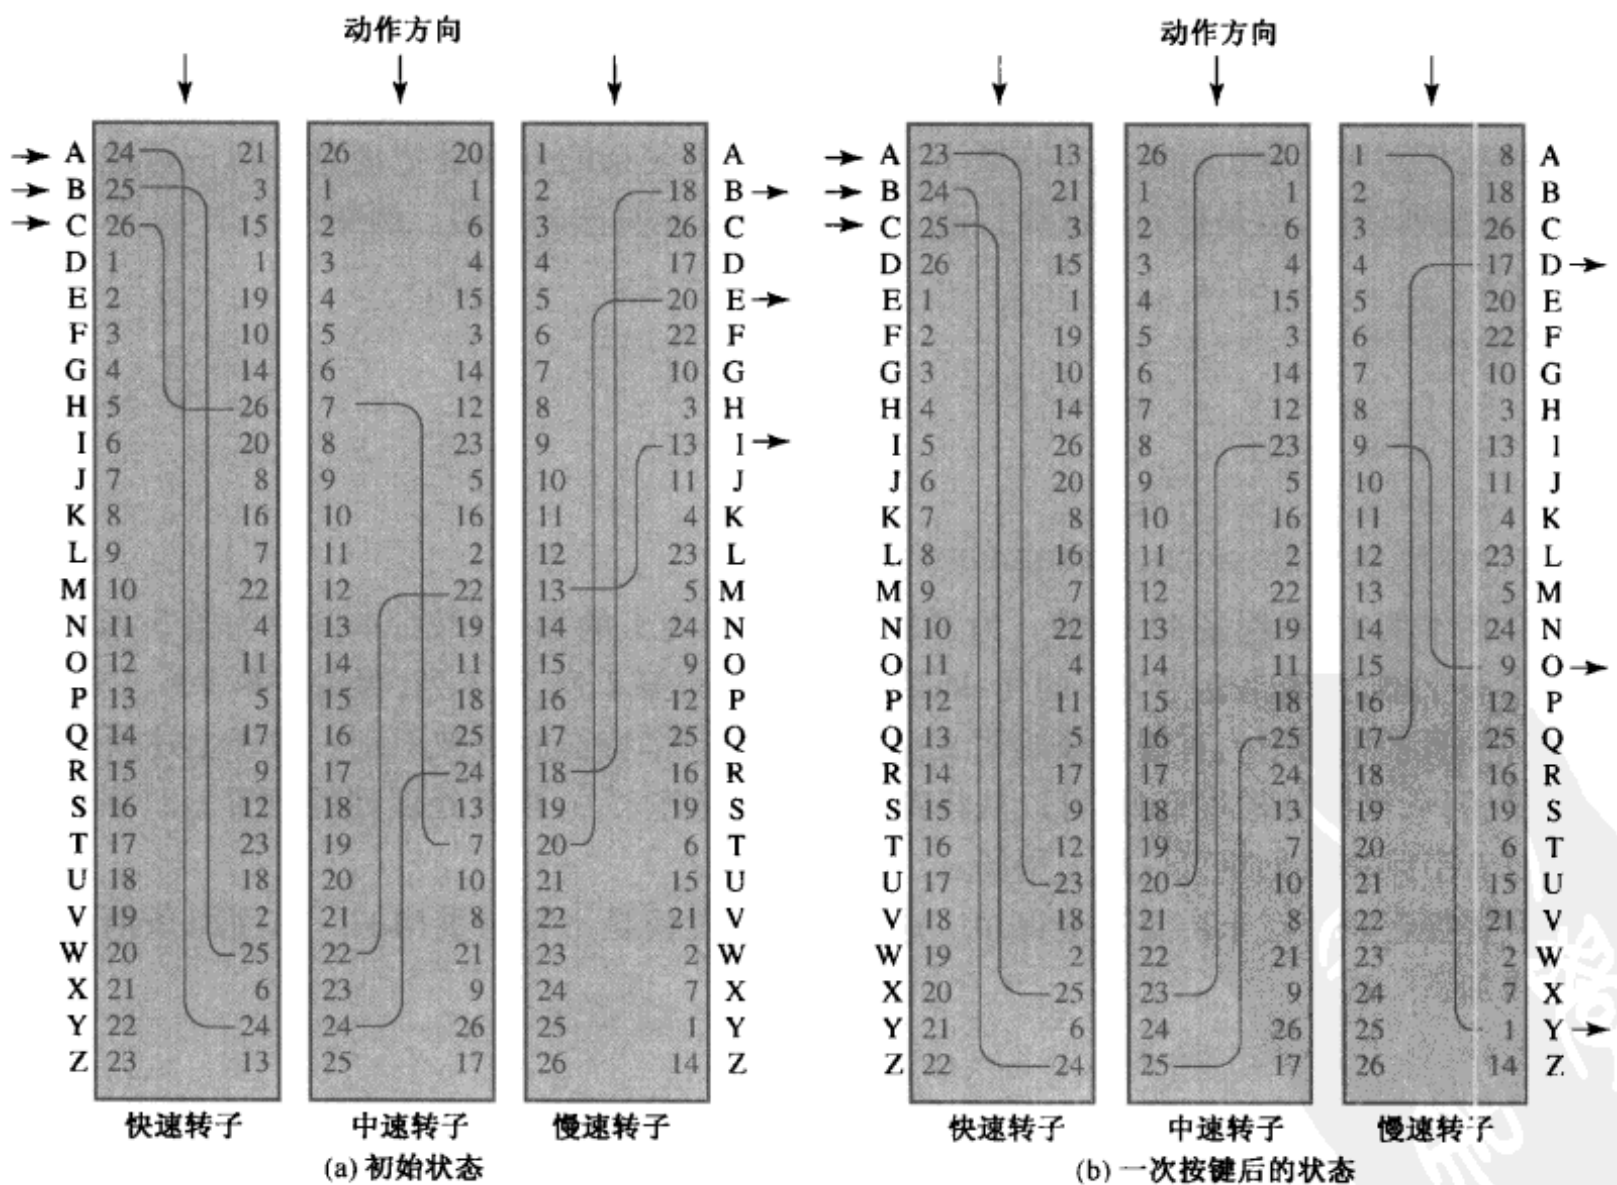 动作方向 动作方向
A 24 21 26 20 1 8 A A 23 13 26 20 1 8 A
B 25 3 1 1 2 18 B B 24 21 1 1 2 18 B
C 26 15 2 6 3 26 C C 25 3 2 6 3 26 C
D 1 1 3 4 4 17 D D 26 15 3 4 4 17 D
E 2 19 4 15 5 20 E E 1 1 4 15 5 20 E
F 3 10 5 3 6 22 F F 2 19 5 3 6 22 F
G 4 14 6 14 7 10 G G 3 10 6 14 7 10 G
H 5 26 7 12 8 3 H H 4 14 7 12 8 3 H
I 6 20 8 23 9 13 I I 5 26 8 23 9 13 I
J 7 8 9 5 10 11 J J 6 20 9 5 10 11 J
K 8 16 10 16 11 4 K K 7 8 10 16 11 4 K
L 9 7 11 2 12 23 L L 8 16 11 2 12 23 L
M 10 22 12 22 13 5 M M 9 7 12 22 13 5 M
N 11 4 13 19 14 24 N N 10 22 13 19 14 24 N
O 12 11 14 11 15 9 O O 11 4 14 11 15 9 O
P 13 5 15 18 16 12 P P 12 11 15 18 16 12 P
Q 14 17 16 25 17 25 Q Q 13 5 16 25 17 25 Q
R 15 9 17 24 18 16 R R 14 17 17 24 18 16 R
S 16 12 18 13 19 19 S S 15 9 18 13 19 19 S
T 17 23 19 7 20 6 T T 16 12 19 7 20 6 T
U 18 18 20 10 21 15 U U 17 23 20 10 21 15 U
V 19 2 21 8 22 21 V V 18 18 21 8 22 21 V
W 20 25 22 21 23 2 W W 19 2 22 21 23 2 W
X 21 6 23 9 24 7 X X 20 25 23 9 24 7 X
Y 22 24 24 26 25 1 Y Y 21 6 24 26 25 1 Y
Z 23 13 25 17 26 14 Z Z 22 24 25 17 26 14 Z
快速转子 中速转子 慢速转子 快速转子 中速转子 慢速转子
(a) 初始状态 (b) 一次按键后的状态